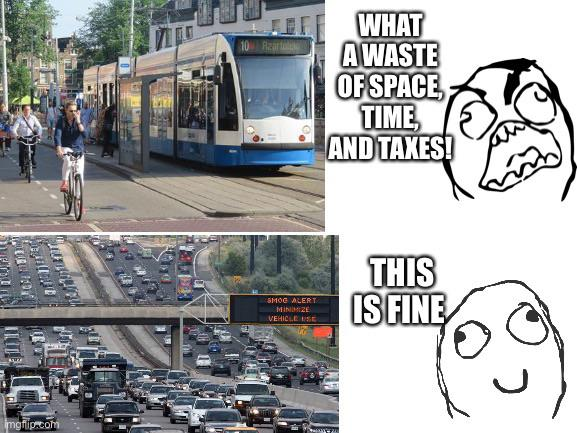 WHAT
A WASTE
OF SPACE,
TIME,
AND TAXES!
10
THIS
IS FINE
SMOG ALERT
MINIMIZE
VEHICLE USE
imgflip.com